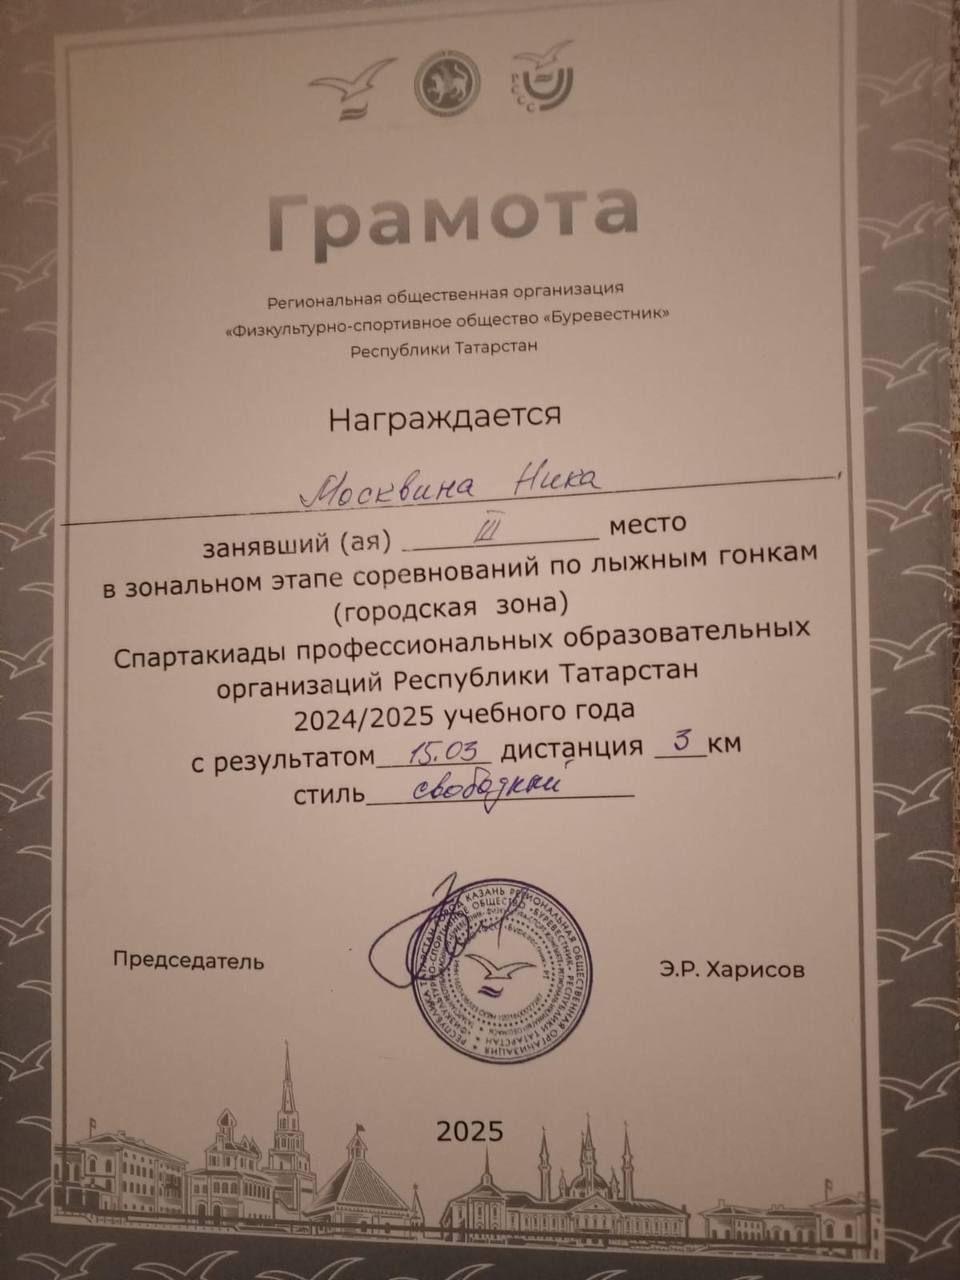 Грамота
Региональная общественная организация
«Физкультурно-спортивное общество «Буревестник»
Республики Татарстан
Награждается
Москвина Ника
занявший (ая) III место
в зональном этапе соревнований по лыжным гонкам
(городская зона)
Спартакиады профессиональных образовательных
организаций Республики Татарстан
2024/2025 учебного года
с результатом 15.03 дистанция 3 км
стиль свободный
Председатель
Э.Р. Харисов
2025